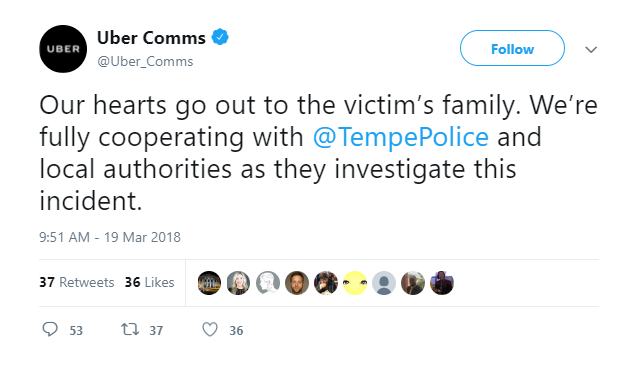 UBER
Uber Comms
@Uber_Comms
Follow
Our hearts go out to the victim’s family. We’re
fully cooperating with @TempePolice and
local authorities as they investigate this
incident.
9:51 AM - 19 Mar 2018
37 Retweets 36 Likes
53 37 36